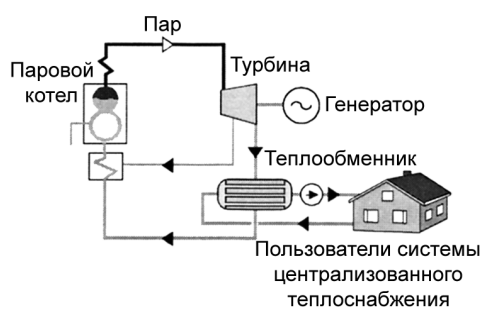 Пар
Паровой
котел
Турбина
Генератор
Теплообменник
Пользователи системы
централизованного
теплоснабжения